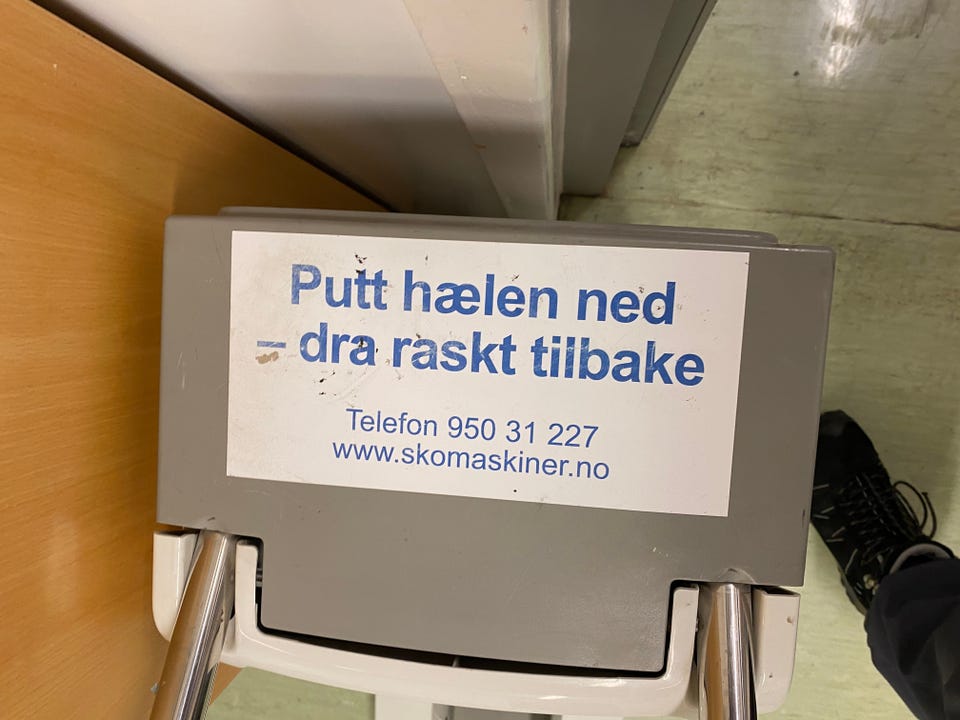 Putt hælen ned
– dra raskt tilbake
Telefon 950 31 227
www.skomaskiner.no